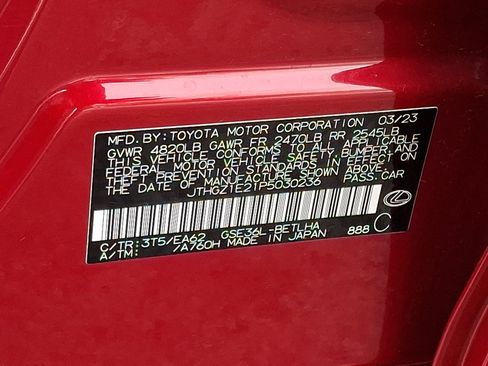 MFD.BY:TOYOTA MOTOR CORPORATION 03/23
GVWR 4820LB GAWR FR 2470LB RR 2545LB
THIS VEHICLE CONFORMS TO ALL APPLICABLE
FEDERAL MOTOR VEHICLE SAFETY,BUMPER,AND
THEFT PREVENTION STANDARDS IN EFFECT ON
THE DATE OF MANUFACTURE SHOWN ABOVE.
JTHGZ1E21P5030236 PASS-CAR
C/TR:3T5/EA62 GSE36L-BETLHA
A/TM: /A760H MADE IN JAPAN 888 C